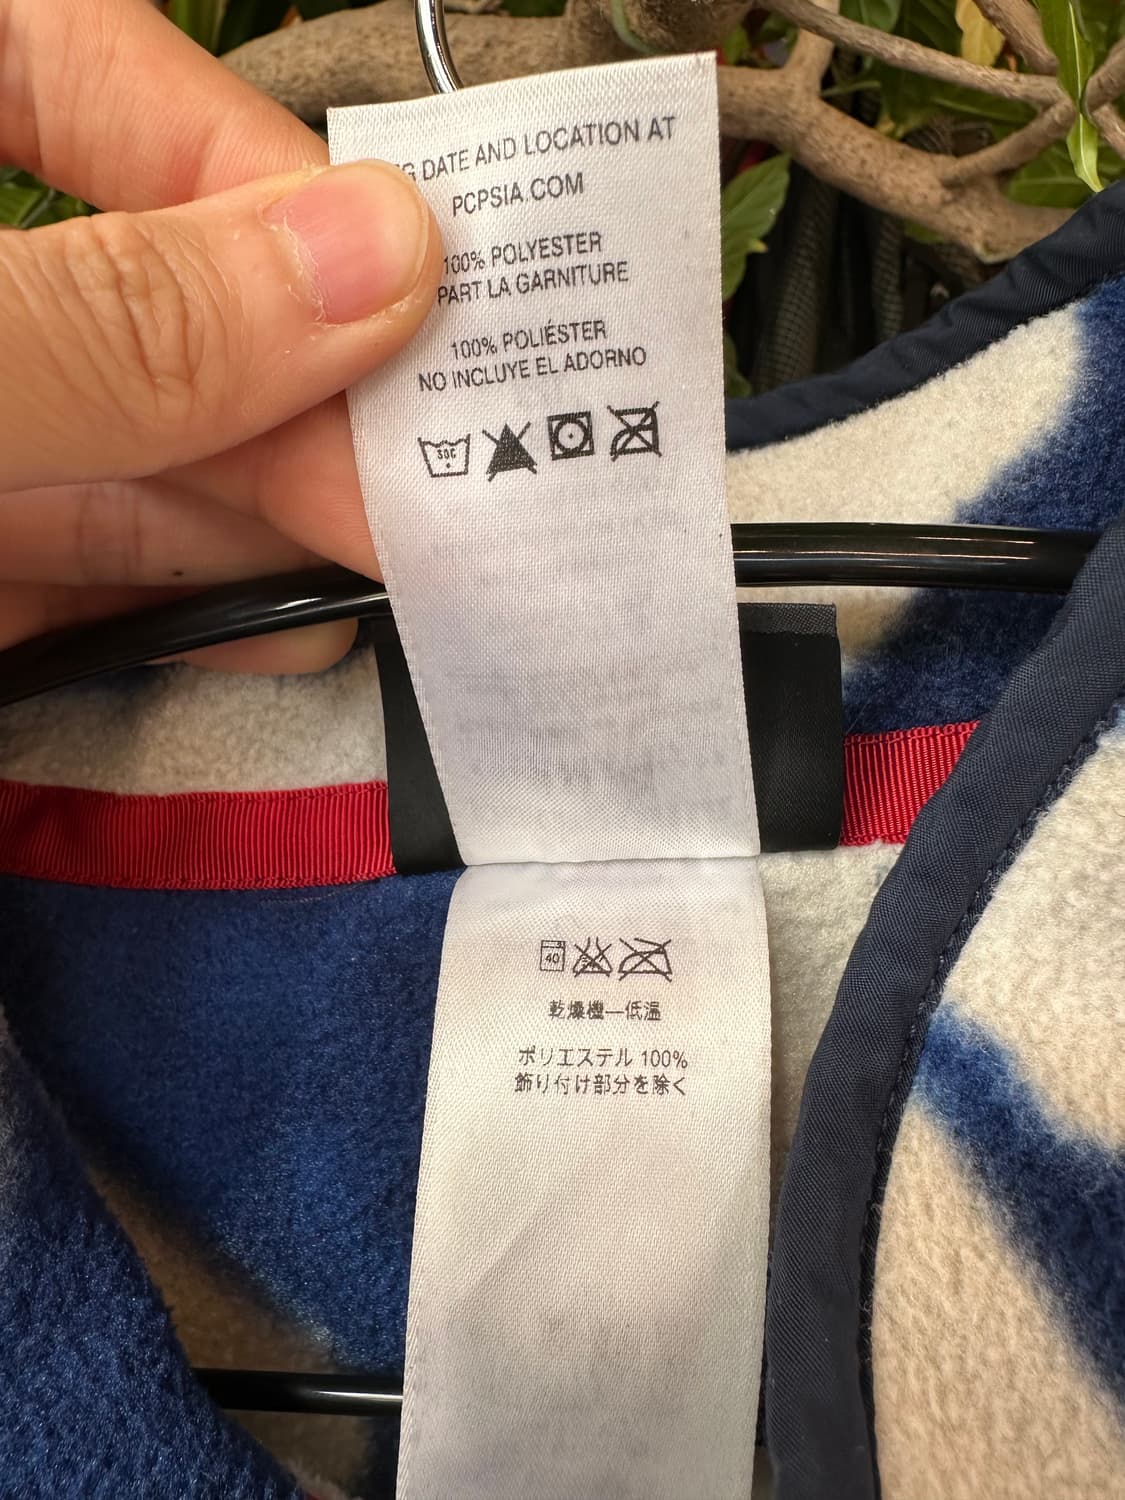 DATE AND LOCATION AT
PCPSIA.COM
100% POLYESTER
PART LA GARNITURE
100% POLIÉSTER
NO INCLUYE EL ADORNO
30C
40
乾燥機—低温
ポリエステル 100%
飾り付け部分を除く